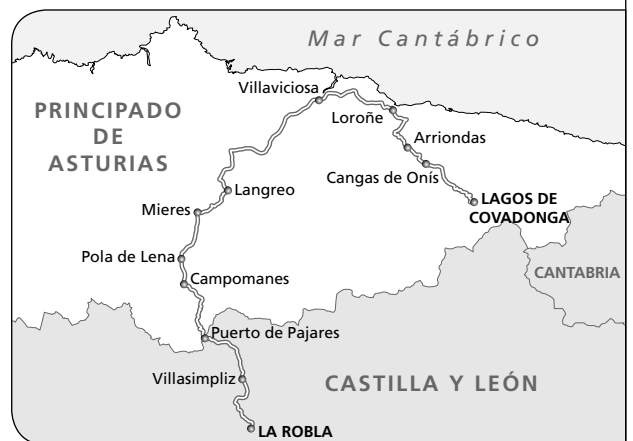 Mar Cantábrico
Villaviciosa
PRINCIPADO
DE
ASTURIAS
Loroñe
Arriondas
Cangas de Onís
Langreo
LAGOS DE
COVADONGA
Mieres
Pola de Lena
CANTABRIA
Campomanes
Puerto de Pajares
Villasimpliz
CASTILLA Y LEÓN
LA ROBLA